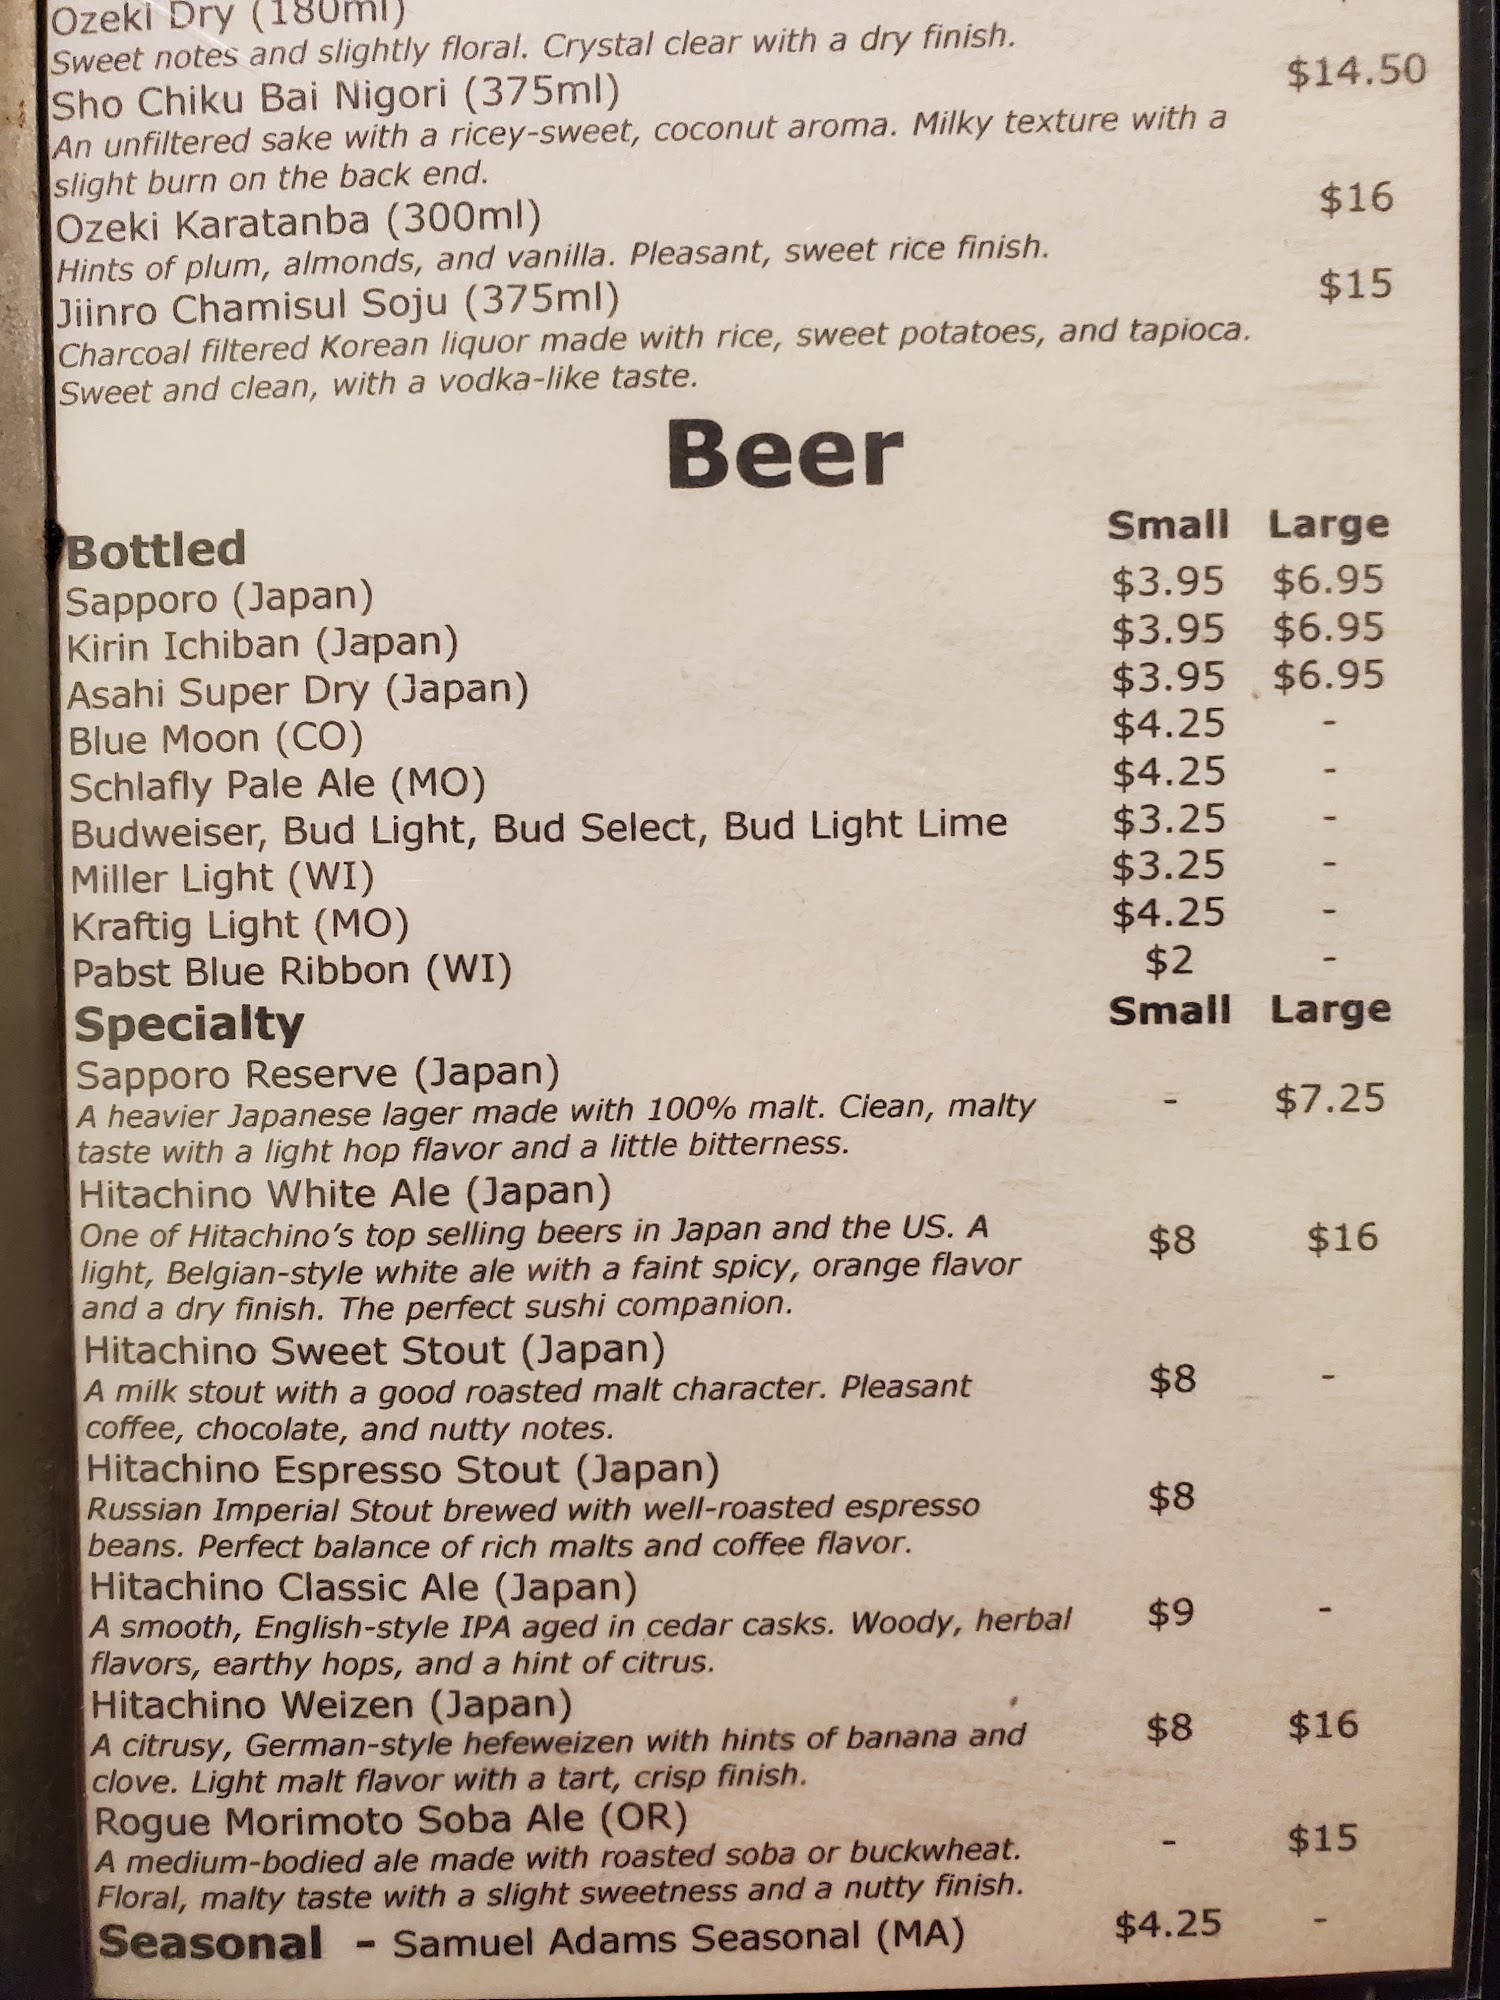 Ozeki Dry (180ml)
Sweet notes and slightly floral. Crystal clear with a dry finish.
Sho Chiku Bai Nigori (375ml) $14.50
An unfiltered sake with a ricey-sweet, coconut aroma. Milky texture with a
slight burn on the back end.
Ozeki Karatanba (300ml) $16
Hints of plum, almonds, and vanilla. Pleasant, sweet rice finish.
Jiinro Chamisul Soju (375ml) $15
Charcoal filtered Korean liquor made with rice, sweet potatoes, and tapioca.
Sweet and clean, with a vodka-like taste.
Beer
Bottled Small Large
Sapporo (Japan) $3.95 $6.95
Kirin Ichiban (Japan) $3.95 $6.95
Asahi Super Dry (Japan) $3.95 $6.95
Blue Moon (CO) $4.25 -
Schlafly Pale Ale (MO) $4.25 -
Budweiser, Bud Light, Bud Select, Bud Light Lime $3.25 -
Miller Light (WI) $3.25 -
Kraftig Light (MO) $4.25 -
Pabst Blue Ribbon (WI) $2 -
Specialty Small Large
Sapporo Reserve (Japan)
A heavier Japanese lager made with 100% malt. Clean, malty - $7.25
taste with a light hop flavor and a little bitterness.
Hitachino White Ale (Japan)
One of Hitachino's top selling beers in Japan and the US. A $8 $16
light, Belgian-style white ale with a faint spicy, orange flavor
and a dry finish. The perfect sushi companion.
Hitachino Sweet Stout (Japan)
A milk stout with a good roasted malt character. Pleasant $8 -
coffee, chocolate, and nutty notes.
Hitachino Espresso Stout (Japan)
Russian Imperial Stout brewed with well-roasted espresso $8
beans. Perfect balance of rich malts and coffee flavor.
Hitachino Classic Ale (Japan)
A smooth, English-style IPA aged in cedar casks. Woody, herbal $9 -
flavors, earthy hops, and a hint of citrus.
Hitachino Weizen (Japan)
A citrusy, German-style hefeweizen with hints of banana and $8 $16
clove. Light malt flavor with a tart, crisp finish.
Rogue Morimoto Soba Ale (OR)
A medium-bodied ale made with roasted soba or buckwheat. - $15
Floral, malty taste with a slight sweetness and a nutty finish.
Seasonal - Samuel Adams Seasonal (MA) $4.25 -